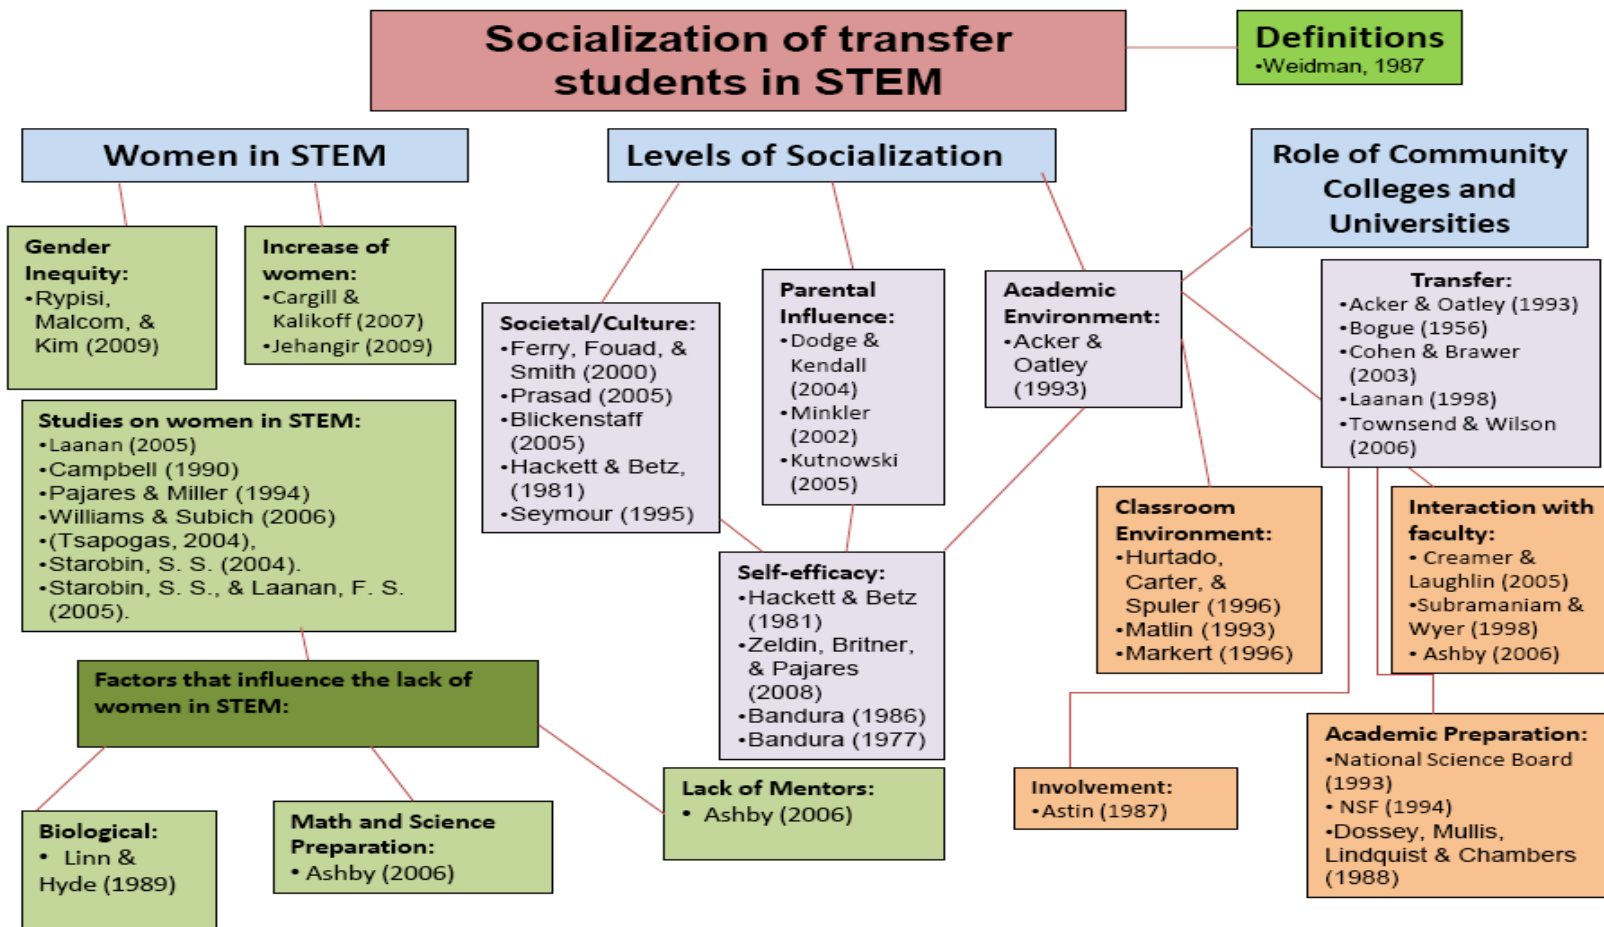 Socialization of transfer
students in STEM
Definitions
•Weidman, 1987
Women in STEM
Levels of Socialization
Role of Community
Colleges and
Universities
Gender
Inequity:
•Rypisi,
Malcom, &
Kim (2009)
Increase of
women:
•Cargill &
Kalikoff (2007)
•Jehangir (2009)
Studies on women in STEM:
•Laanan (2005)
•Campbell (1990)
•Pajares & Miller (1994)
•Williams & Subich (2006)
•(Tsapogas, 2004),
•Starobin, S. S. (2004).
•Starobin, S. S., & Laanan, F. S.
(2005).
Factors that influence the lack of
women in STEM:
Biological:
• Linn &
Hyde (1989)
Math and Science
Preparation:
•Ashby (2006)
Lack of Mentors:
• Ashby (2006)
Societal/Culture:
•Ferry, Fouad, &
Smith (2000)
•Prasad (2005)
•Blickenstaff
(2005)
•Hackett & Betz,
(1981)
•Seymour (1995)
Parental
Influence:
•Dodge &
Kendall
(2004)
•Minkler
(2002)
•Kutnowski
(2005)
Academic
Environment:
•Acker &
Oatley
(1993)
Self-efficacy:
•Hackett & Betz
(1981)
•Zeldin, Britner,
& Pajares
(2008)
•Bandura (1986)
•Bandura (1977)
Transfer:
•Acker & Oatley (1993)
•Bogue (1956)
•Cohen & Brawer
(2003)
•Laanan (1998)
•Townsend & Wilson
(2006)
Classroom
Environment:
•Hurtado,
Carter, &
Spuler (1996)
•Matlin (1993)
•Markert (1996)
Interaction with
faculty:
• Creamer &
Laughlin (2005)
•Subramaniam &
Wyer (1998)
• Ashby (2006)
Involvement:
•Astin (1987)
Academic Preparation:
•National Science Board
(1993)
• NSF (1994)
•Dossey, Mullis,
Lindquist & Chambers
(1988)